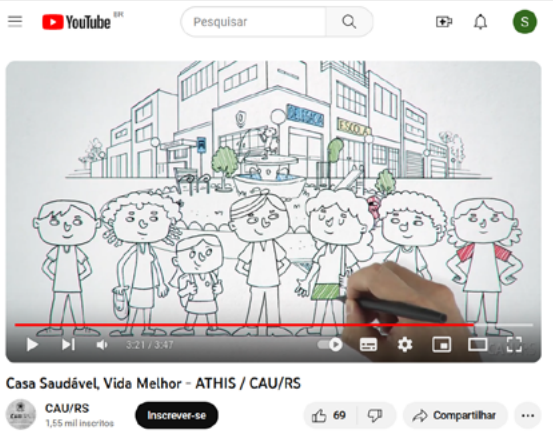 YouTube BR
Pesquisar
S
ESCOLA
3:21 / 3:47
Casa Saudável, Vida Melhor - ATHIS / CAU/RS
CAU/RS
1,55 mil inscritos
Inscrever-se
69
Compartilhar